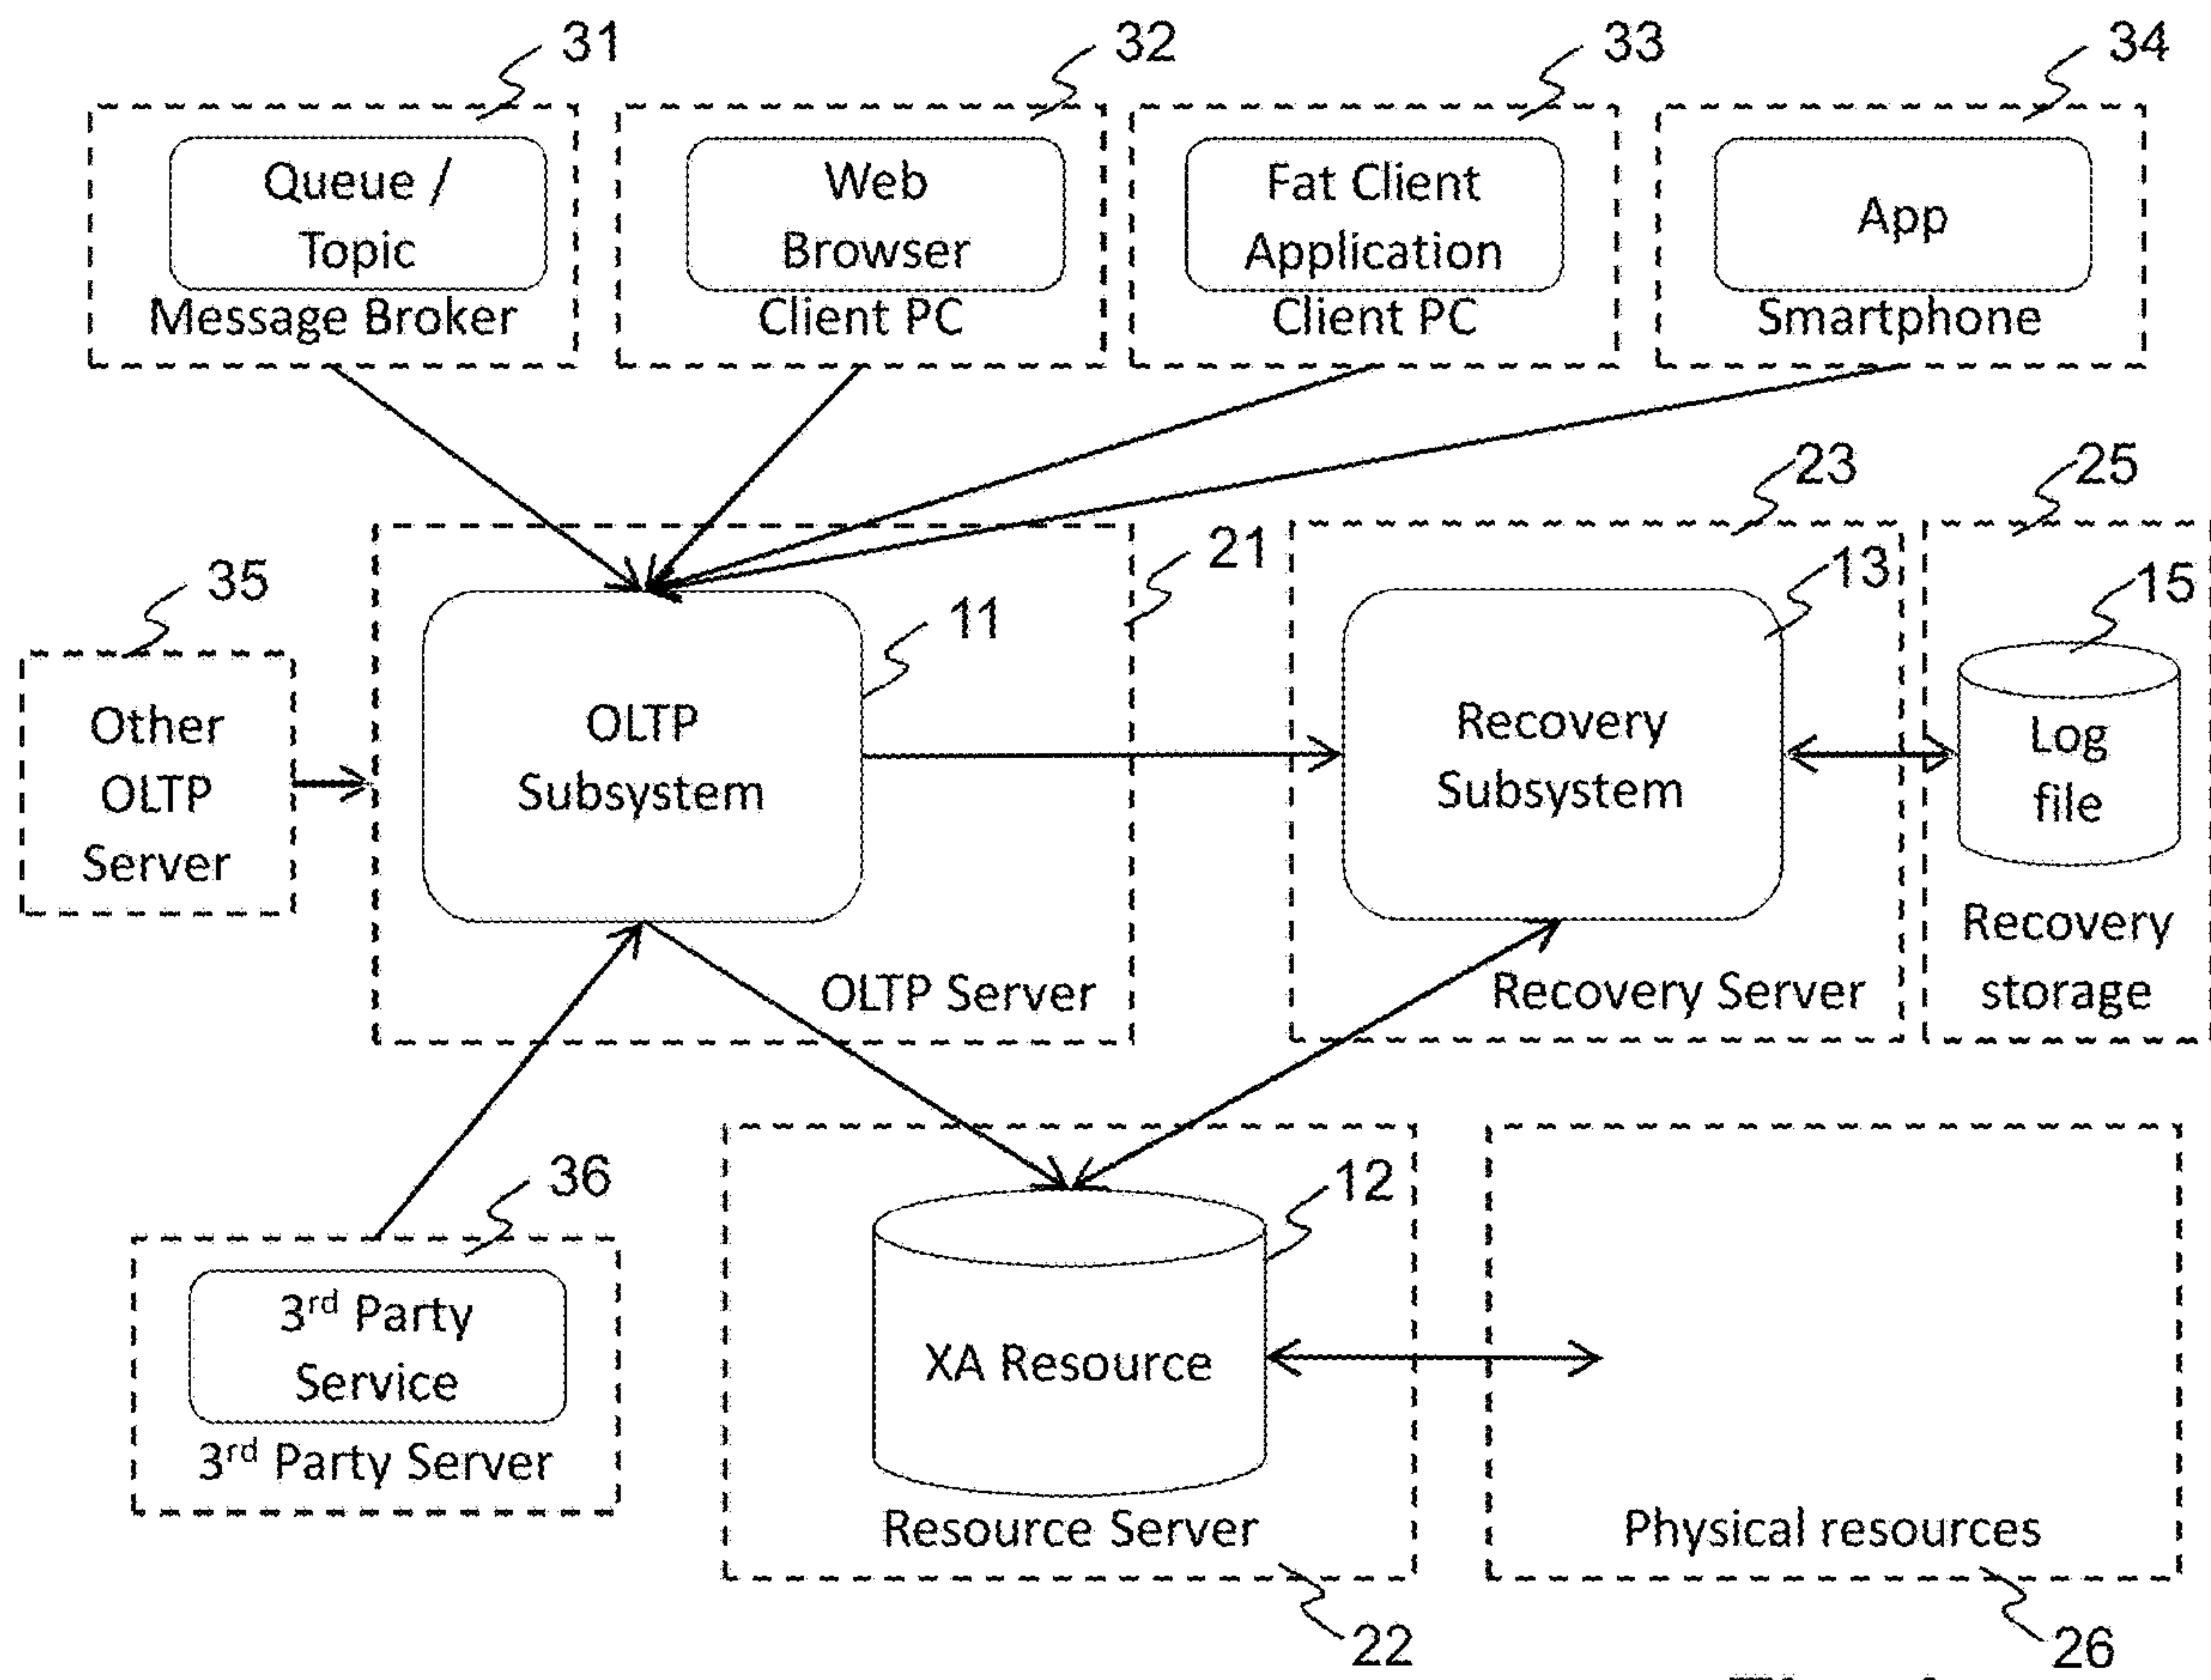 31
32
33
34
Queue /
Topic
Message Broker
Web
Browser
Client PC
Fat Client
Application
Client PC
App
Smartphone
23
25
21
13
15
35
11
Other
OLTP
Server
OLTP
Subsystem
OLTP Server
Recovery
Subsystem
Recovery Server
Log
file
Recovery
storage
36
12
3rd Party
Service
3rd Party Server
XA Resource
Resource Server
Physical resources
22
26